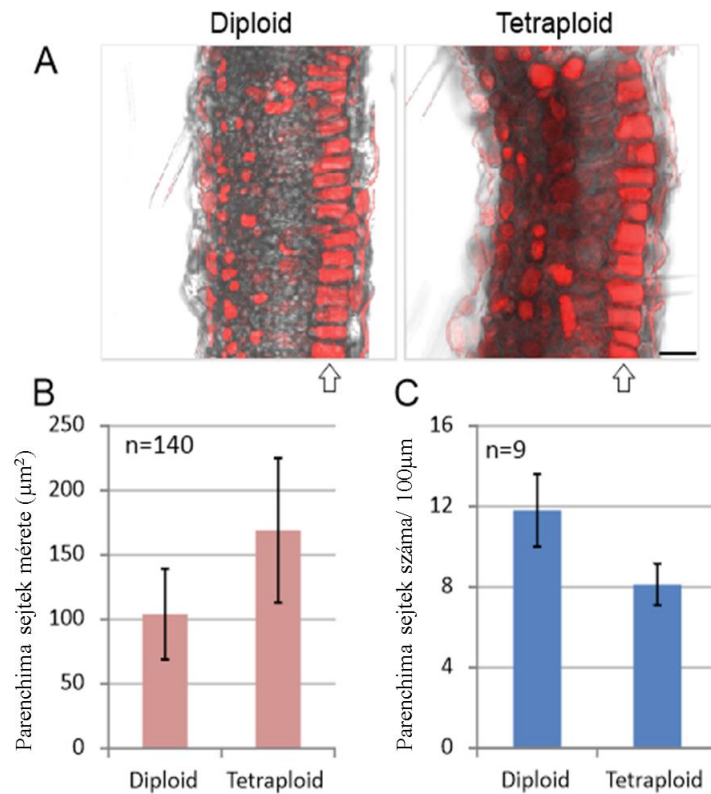 Diploid
Tetraploid
A
B
Parenchima sejtek mérete (µm²)
250
200
150
100
50
0
n=140
Diploid
Tetraploid
C
Parenchima sejtek száma/ 100µm
16
12
8
4
0
n=9
Diploid
Tetraploid